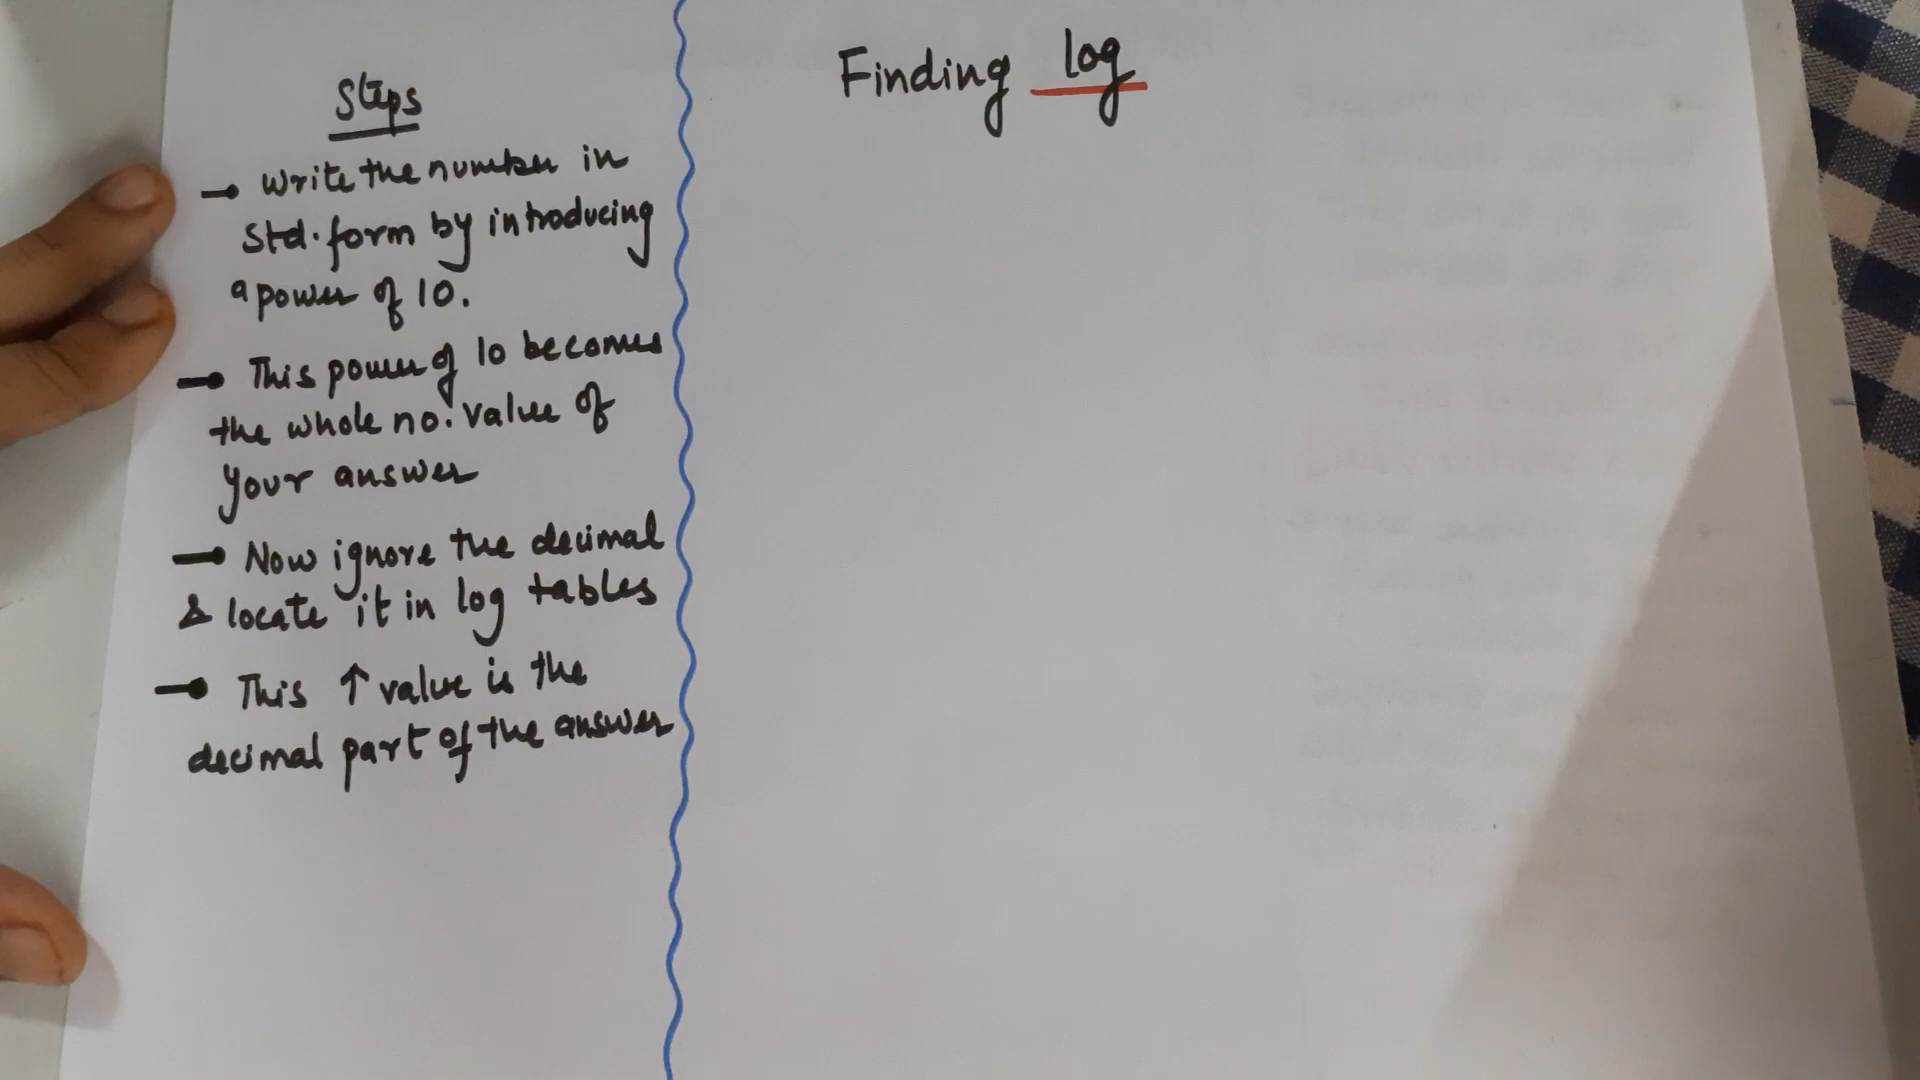 Steps
Write the number in
Std. form by introducing
a power of 10.
This power of 10 becomes
the whole no. value of
your answer
Now ignore the decimal
& locate it in log tables
This ↑ value is the
decimal part of the answer
Finding log